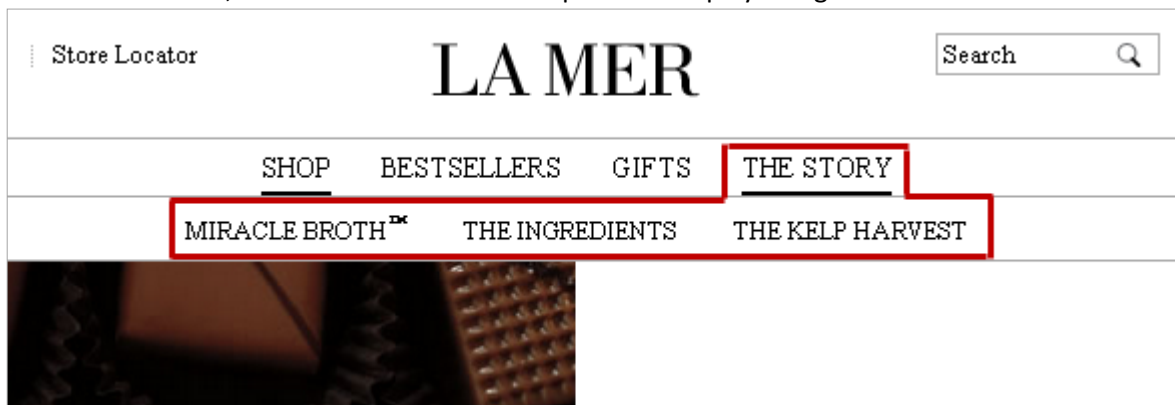 Store Locator
LA MER
Search
SHOP BESTSELLERS GIFTS THE STORY
MIRACLE BROTH™ THE INGREDIENTS THE KELP HARVEST